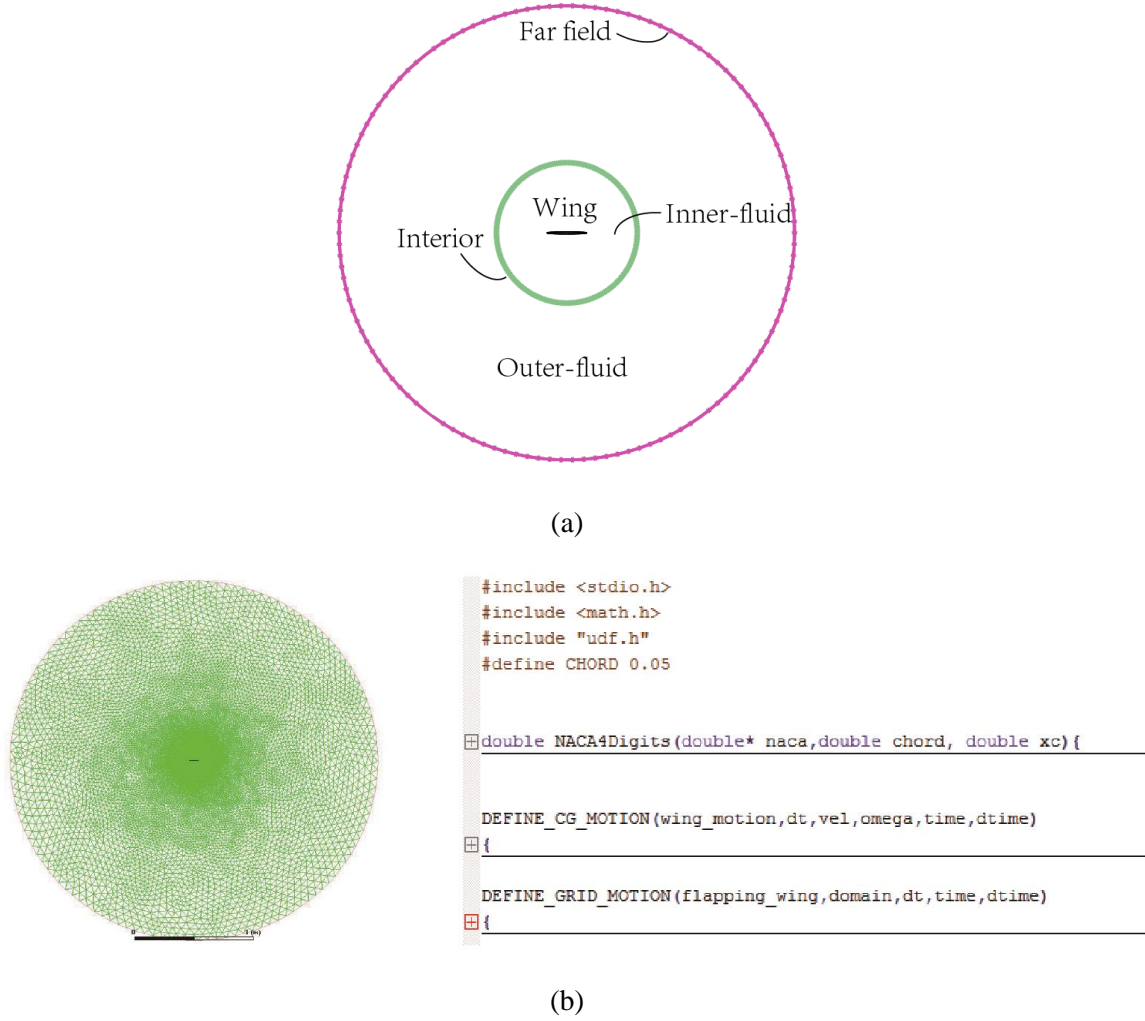 Far field
Wing
Inner-fluid
Interior
Outer-fluid
(a)
#include <stdio.h>
#include <math.h>
#include "udf.h"
#define CHORD 0.05
double NACA4Digits(double* naca,double chord, double xc){
DEFINE_CG_MOTION(wing_motion,dt,vel,omega,time,dtime)
{
DEFINE_GRID_MOTION(flapping_wing,domain,dt,time,dtime)
{
0
(b)